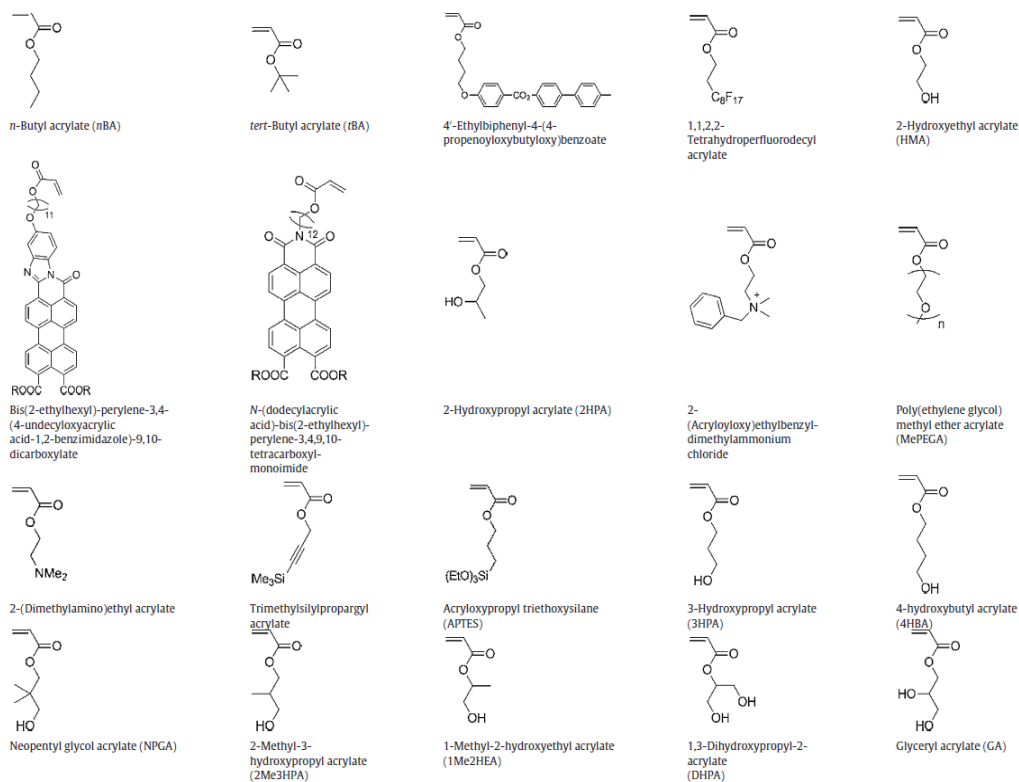 O
O
n-Butyl acrylate (nBA)
O
O
tert-Butyl acrylate (tBA)
O
O
O
CO₂
4′-Ethylbiphenyl-4-(4-
propenoyloxybutyloxy)benzoate
O
O
C₈F₁₇
1,1,2,2-
Tetrahydroperfluorodecyl
acrylate
O
O
OH
2-Hydroxyethyl acrylate
(HMA)
O
O
11
O
N
N
O
ROOC COOR
Bis(2-ethylhexyl)-perylene-3,4-
(4-undecyloxyacrylic
acid-1,2-benzimidazole)-9,10-
dicarboxylate
O
O
12
O N O
ROOC COOR
N-(dodecylacrylic
acid)-bis(2-ethylhexyl)-
perylene-3,4,9,10-
tetracarboxyl-
monoimide
O
O
HO
2-Hydroxypropyl acrylate (2HPA)
O
O
N+
2-
(Acryloyloxy)ethylbenzyl-
dimethylammonium
chloride
O
O
O
n
Poly(ethylene glycol)
methyl ether acrylate
(MePEGA)
O
O
NMe₂
2-(Dimethylamino)ethyl acrylate
O
O
Me₃Si
Trimethylsilylpropargyl
acrylate
O
O
(EtO)₃Si
Acryloxypropyl triethoxysilane
(APTES)
O
O
HO
3-Hydroxypropyl acrylate
(3HPA)
O
O
OH
4-hydroxybutyl acrylate
(4HBA)
O
O
HO
Neopentyl glycol acrylate (NPGA)
O
O
HO
2-Methyl-3-
hydroxypropyl acrylate
(2Me3HPA)
O
O
OH
1-Methyl-2-hydroxyethyl acrylate
(1Me2HEA)
O
O
OH
OH
1,3-Dihydroxypropyl-2-
acrylate
(DHPA)
O
O
HO
HO
Glyceryl acrylate (GA)